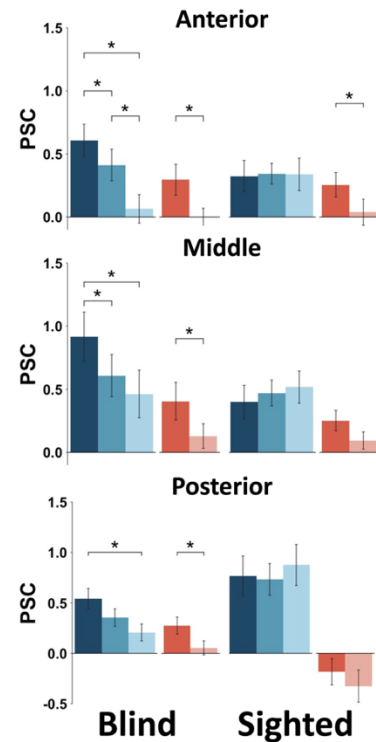 Anterior
1.5
1.0
0.5
0.0
PSC
* * * * *
Middle
1.5
1.0
0.5
0.0
PSC
* * *
Posterior
1.5
1.0
0.5
0.0
-0.5
PSC
* *
Blind Sighted